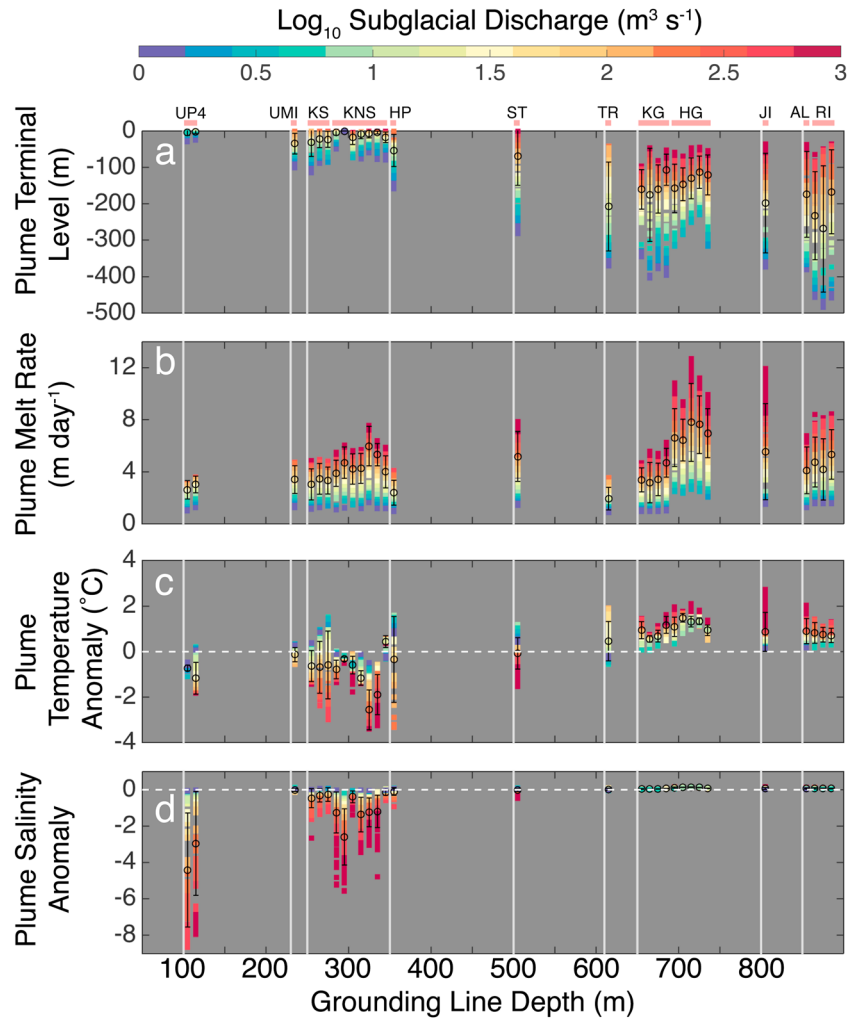 Log₁₀ Subglacial Discharge (m³ s⁻¹)
0 0.5 1 1.5 2 2.5 3
UP4 UMI KS KNS HP ST TR KG HG JI AL RI
Plume Terminal
Level (m)
a
0
-100
-200
-300
-400
-500
Plume Melt Rate
(m day⁻¹)
b
12
8
4
0
Plume
Temperature
Anomaly (˚C)
c
4
2
0
-2
-4
Plume Salinity
Anomaly
d
0
-2
-4
-6
-8
100 200 300 400 500 600 700 800
Grounding Line Depth (m)